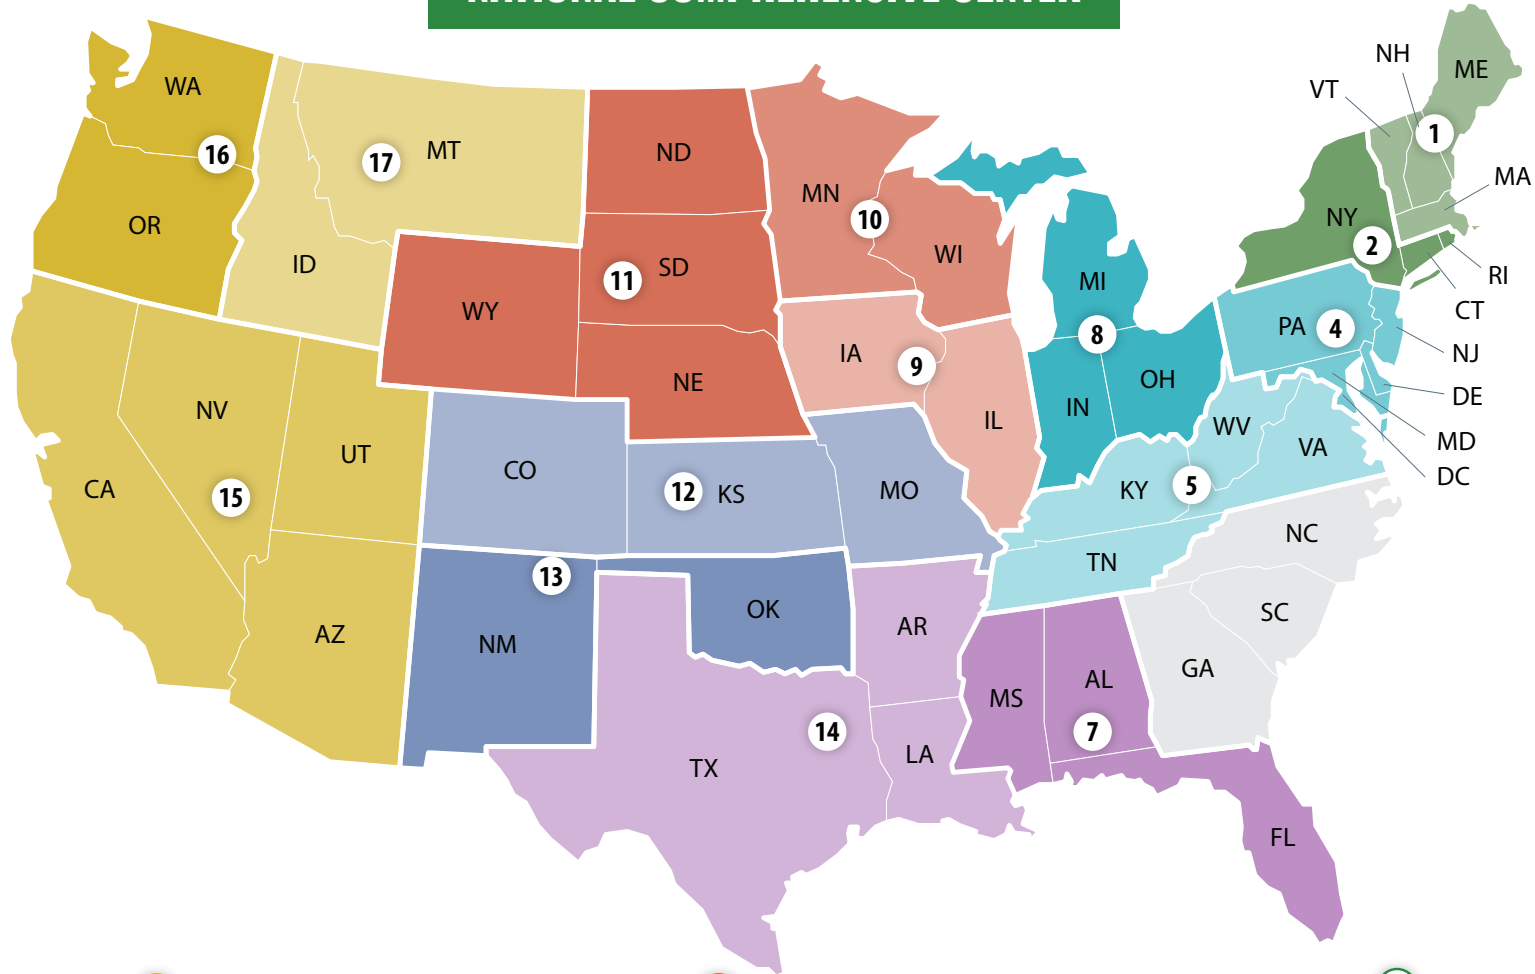 NATIONAL COMPREHENSIVE CENTER
NH
ME
VT
WA
1
16
17
MT
ND
MA
MN
OR
10
NY
2
WI
ID
SD
11
RI
MI
WY
CT
PA
4
8
IA
NJ
9
OH
NE
DE
IN
NV
IL
WV
MD
VA
UT
CO
DC
CA
KY
5
12
KS
MO
15
NC
TN
13
OK
SC
AR
AZ
NM
GA
AL
MS
14
7
LA
TX
FL